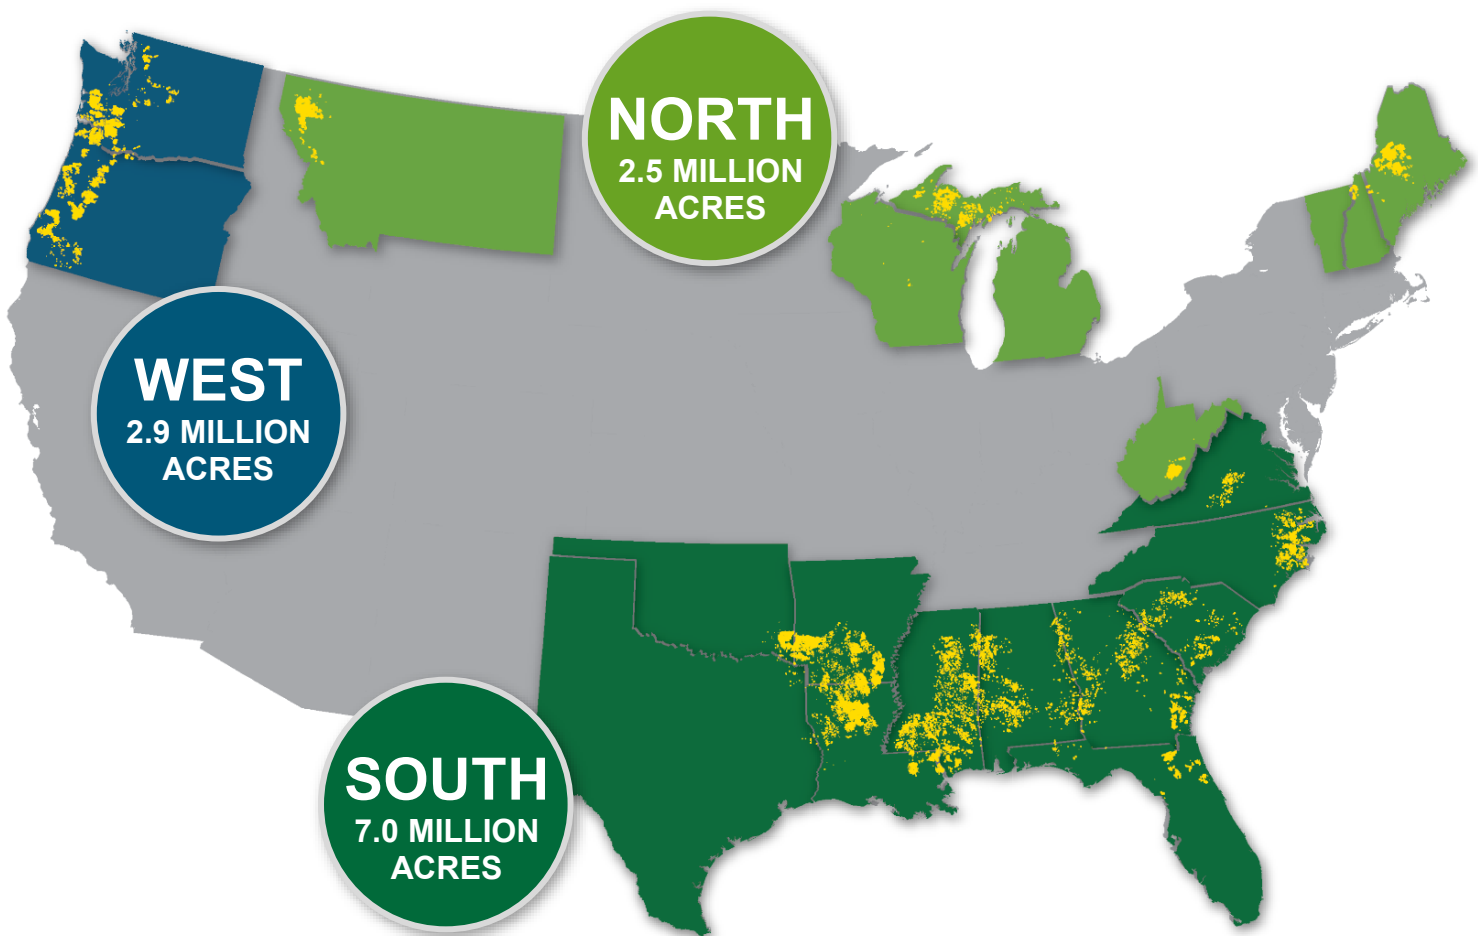 NORTH
2.5 MILLION
ACRES
WEST
2.9 MILLION
ACRES
SOUTH
7.0 MILLION
ACRES